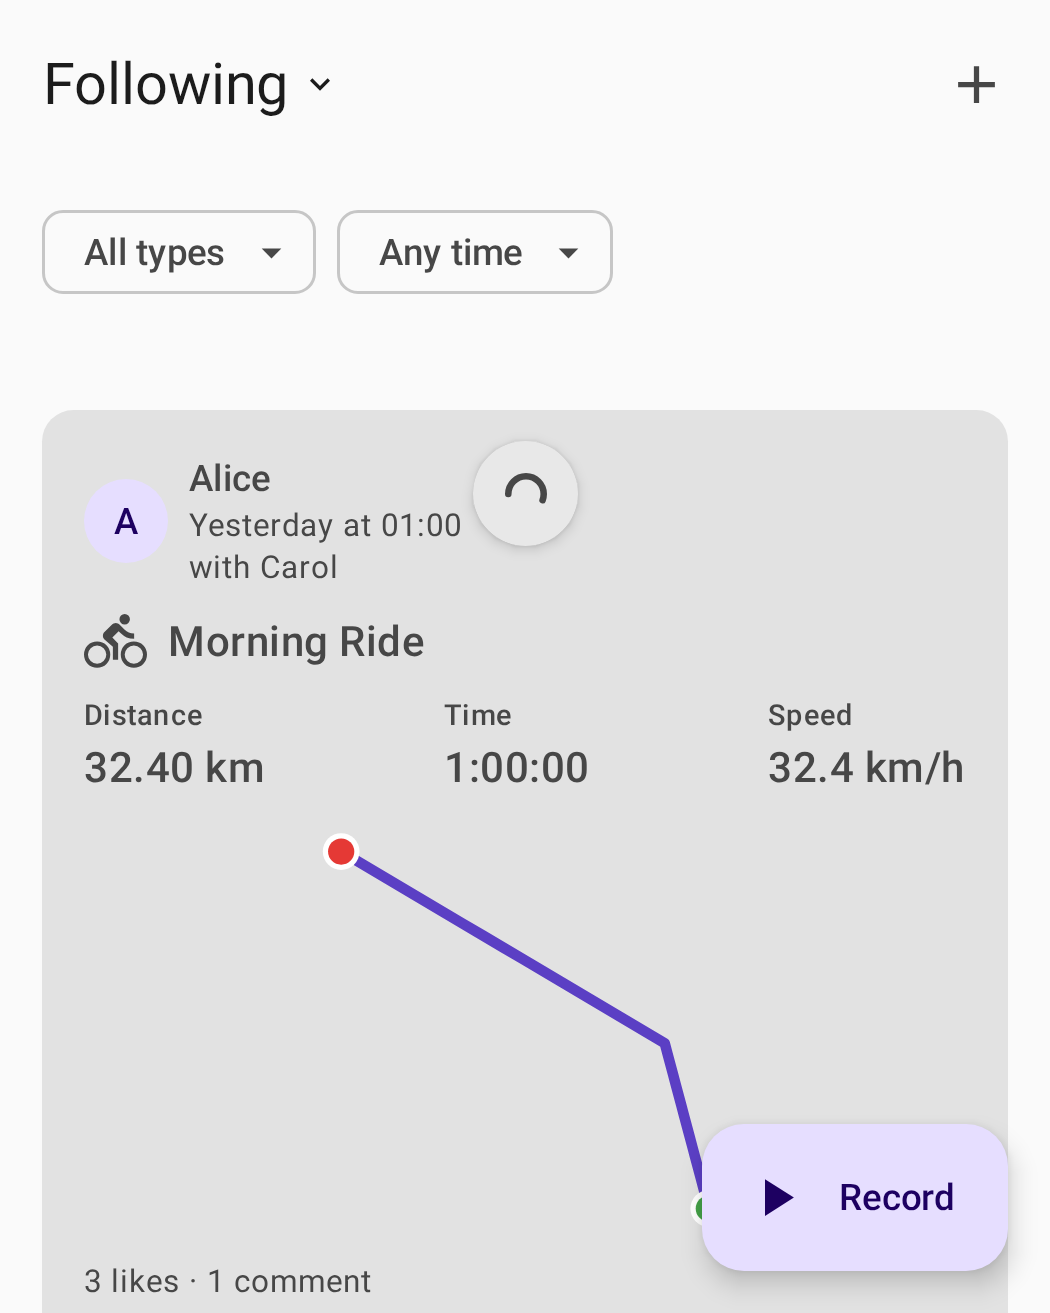 Following
All types
Any time
A
Alice
Yesterday at 01:00
with Carol
Morning Ride
Distance
Time
Speed
32.40 km
1:00:00
32.4 km/h
Record
3 likes · 1 comment